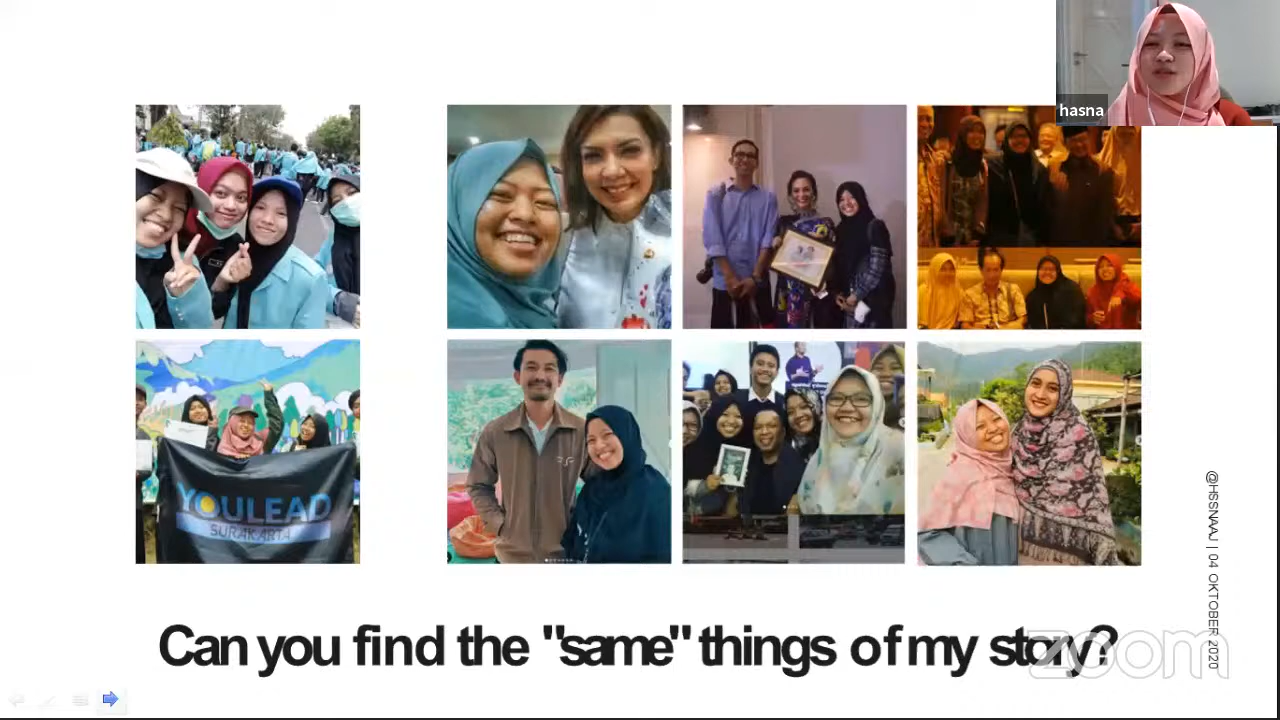 hasna
YOULEAD
SURAKARTA
Can you find the "same" things of my story?
@HSSNAAJ | 04 OKTOBER 2020
zoom